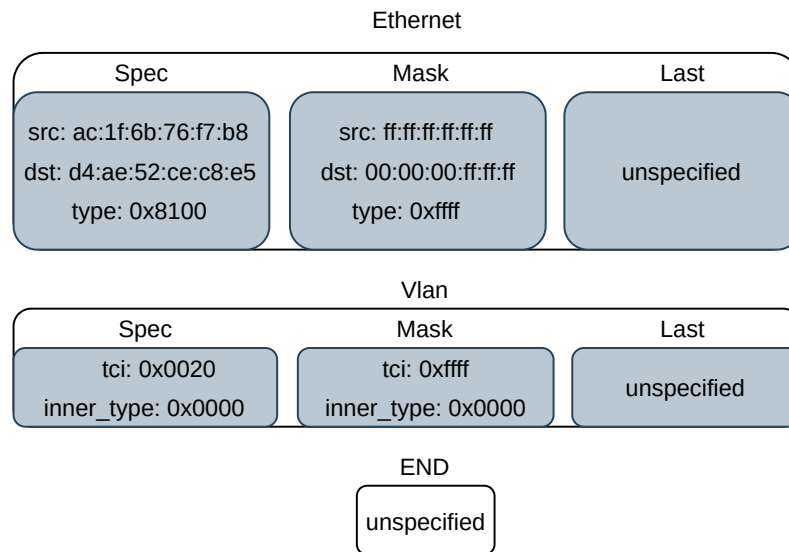 Ethernet
Spec Mask Last
src: ac:1f:6b:76:f7:b8 src: ff:ff:ff:ff:ff:ff
dst: d4:ae:52:ce:c8:e5 dst: 00:00:00:ff:ff:ff unspecified
type: 0x8100 type: 0xffff
Vlan
Spec Mask Last
tci: 0x0020 tci: 0xffff unspecified
inner_type: 0x0000 inner_type: 0x0000
END
unspecified